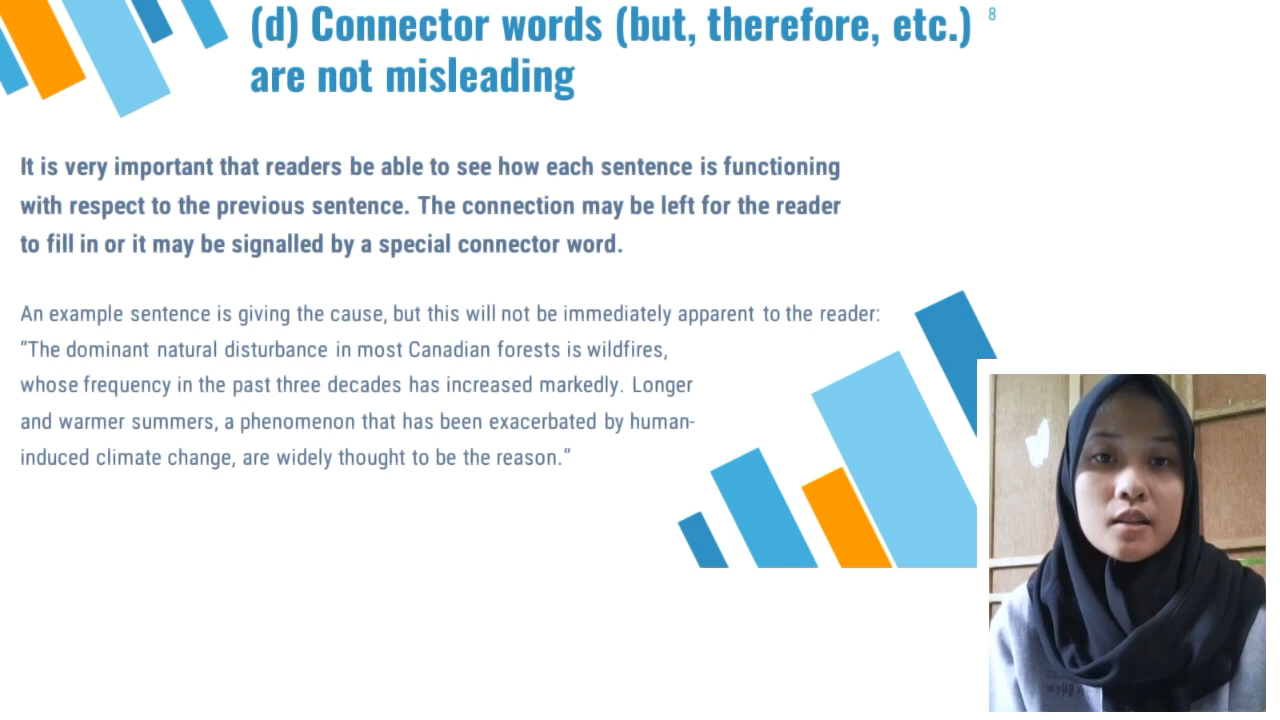 (d) Connector words (but, therefore, etc.)
8
are not misleading
It is very important that readers be able to see how each sentence is functioning
with respect to the previous sentence. The connection may be left for the reader
to fill in or it may be signalled by a special connector word.
An example sentence is giving the cause, but this will not be immediately apparent to the reader:
"The dominant natural disturbance in most Canadian forests is wildfires,
whose frequency in the past three decades has increased markedly. Longer
and warmer summers, a phenomenon that has been exacerbated by human-
induced climate change, are widely thought to be the reason.”